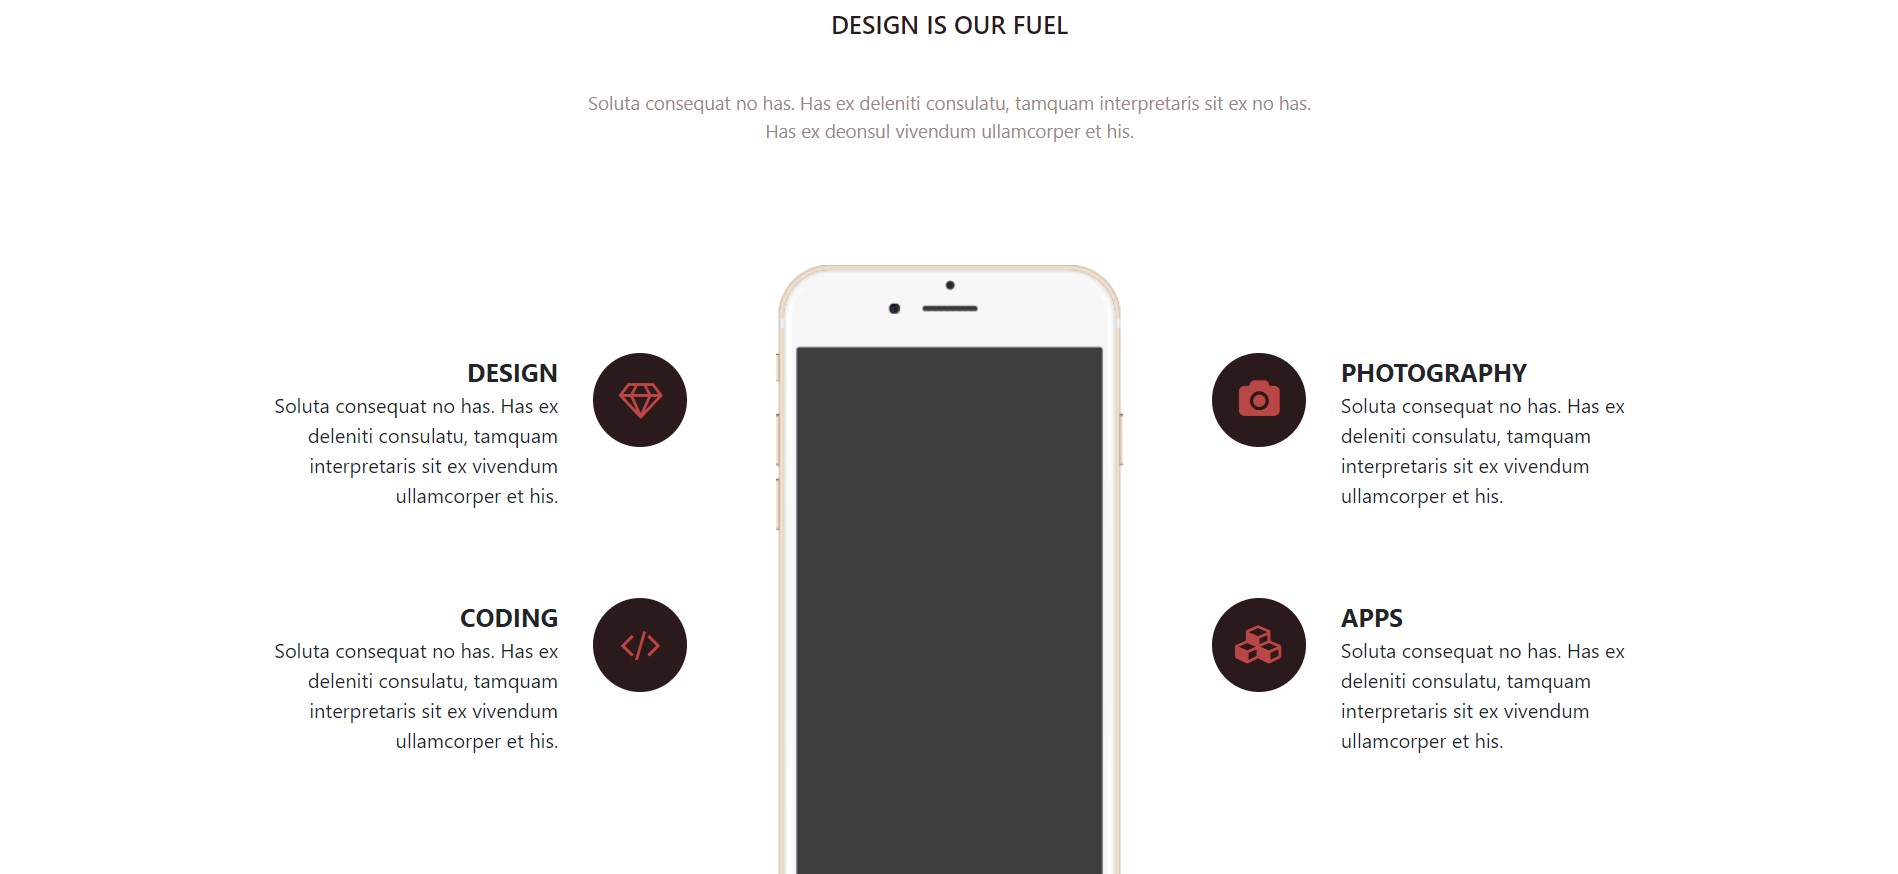 DESIGN IS OUR FUEL
Soluta consequat no has. Has ex deleniti consulatu, tamquam interpretaris sit ex no has.
Has ex deonsul vivendum ullamcorper et his.
DESIGN
Soluta consequat no has. Has ex
deleniti consulatu, tamquam
interpretaris sit ex vivendum
ullamcorper et his.
CODING
Soluta consequat no has. Has ex
deleniti consulatu, tamquam
interpretaris sit ex vivendum
ullamcorper et his.
PHOTOGRAPHY
Soluta consequat no has. Has ex
deleniti consulatu, tamquam
interpretaris sit ex vivendum
ullamcorper et his.
APPS
Soluta consequat no has. Has ex
deleniti consulatu, tamquam
interpretaris sit ex vivendum
ullamcorper et his.